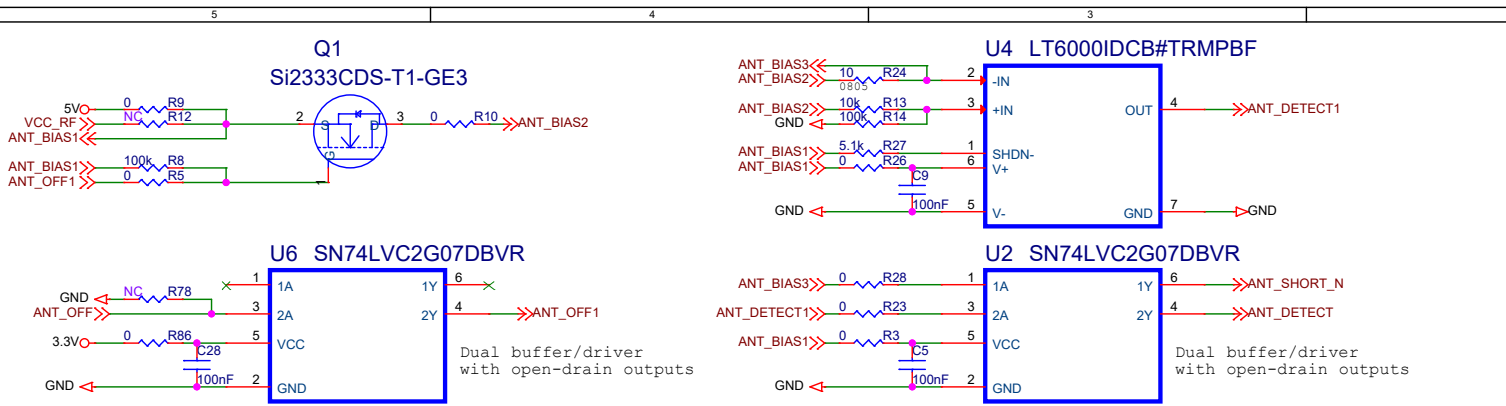 5 4 3
Q1
Si2333CDS-T1-GE3
5V 0 R9
VCC_RF NC R12 2 S D 3 0 R10 ANT_BIAS2
ANT_BIAS1
G
ANT_BIAS1 100k R8
ANT_OFF1 0 R5 1
U4 LT6000IDCB#TRMPBF
ANT_BIAS3
ANT_BIAS2 10 R24 2 -IN
0805
ANT_BIAS2 10k R13 3 +IN OUT 4 ANT_DETECT1
GND 100k R14
ANT_BIAS1 5.1k R27 1 SHDN-
ANT_BIAS1 0 R26 6 V+
C9
100nF
GND 5 V- GND 7 GND
U6 SN74LVC2G07DBVR
1 1A 1Y 6
GND NC R78
ANT_OFF 3 2A 2Y 4 ANT_OFF1
3.3V 0 R86 5 VCC
C28
100nF
GND 2 GND
Dual buffer/driver
with open-drain outputs
U2 SN74LVC2G07DBVR
ANT_BIAS3 0 R28 1 1A 1Y 6 ANT_SHORT_N
ANT_DETECT1 0 R23 3 2A 2Y 4 ANT_DETECT
ANT_BIAS1 0 R3 5 VCC
C5
100nF
GND 2 GND
Dual buffer/driver
with open-drain outputs